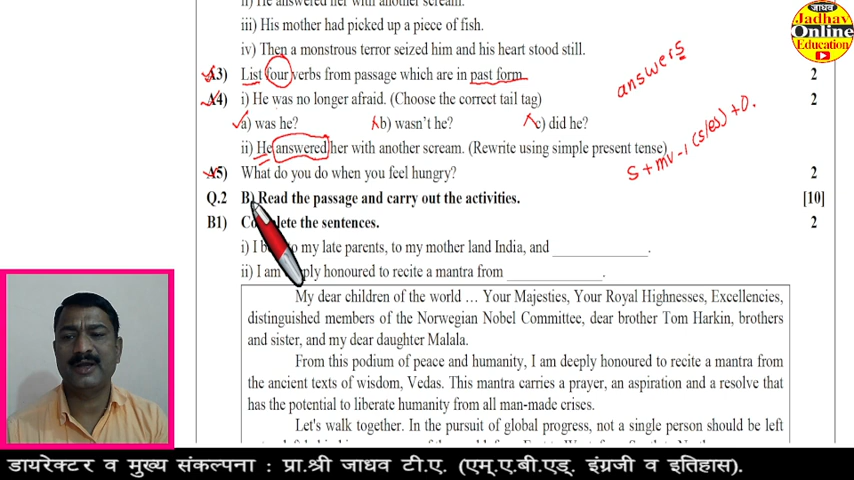 ii) He answered her with another scream.
iii) His mother had picked up a piece of fish.
iv) Then a monstrous terror seized him and his heart stood still.
A3) List four verbs from passage which are in past form 2
A4) i) He was no longer afraid. (Choose the correct tail tag) 2
a) was he? b) wasn't he? c) did he?
ii) He answered her with another scream. (Rewrite using simple present tense)
A5) What do you do when you feel hungry? 2
answers
S + mv-1 (s/es) + O.
Q.2 B) Read the passage and carry out the activities. [10]
B1) Complete the sentences. 2
i) I to my late parents, to my mother land India, and ____________.
ii) I am deeply honoured to recite a mantra from ____________.
My dear children of the world ... Your Majesties, Your Royal Highnesses, Excellencies,
distinguished members of the Norwegian Nobel Committee, dear brother Tom Harkin, brothers
and sister, and my dear daughter Malala.
From this podium of peace and humanity, I am deeply honoured to recite a mantra from
the ancient texts of wisdom, Vedas. This mantra carries a prayer, an aspiration and a resolve that
has the potential to liberate humanity from all man-made crises.
Let's walk together. In the pursuit of global progress, not a single person should be left
जाधव
Jadhav
Online
Education
डायरेक्टर व मुख्य संकल्पना : प्रा.श्री जाधव टी.ए. (एम्.ए.बी.एड्. इंग्रजी व इतिहास).